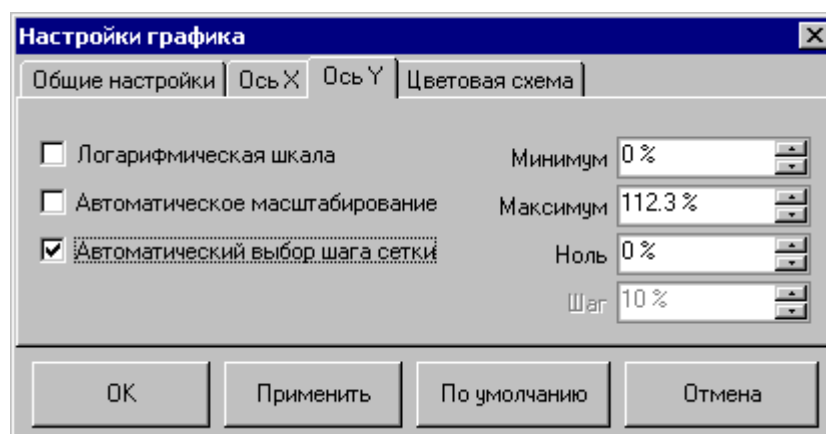 Настройки графика
Общие настройки Ось X Ось Y Цветовая схема
Логарифмическая шкала Минимум 0 %
Автоматическое масштабирование Максимум 112.3 %
Автоматический выбор шага сетки Ноль 0 %
Шаг 10 %
OK Применить По умолчанию Отмена